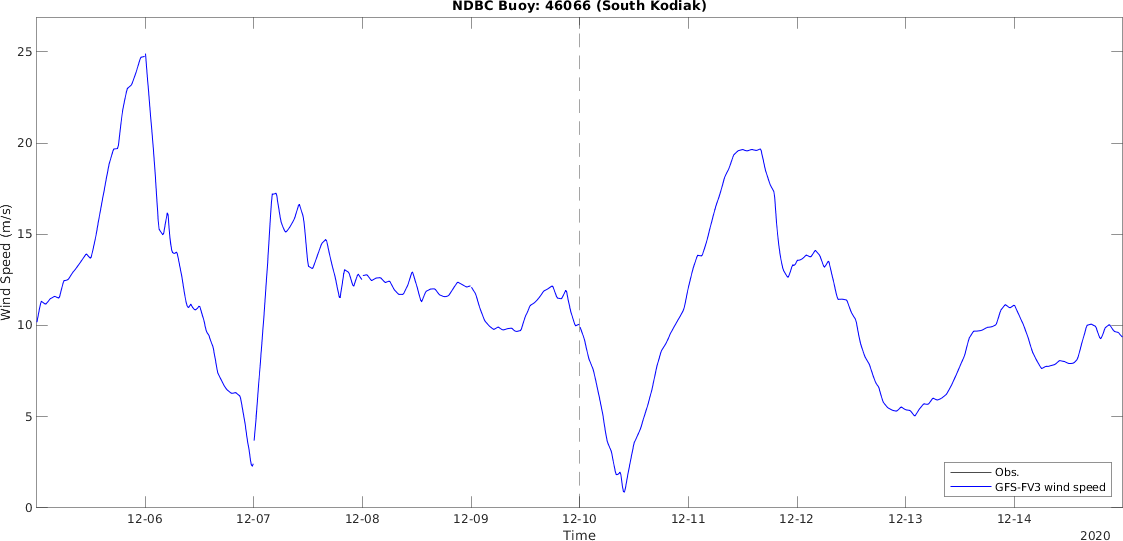 NDBC Buoy: 46066 (South Kodiak)
Wind Speed (m/s)
25
20
15
10
5
0
Obs.
GFS-FV3 wind speed
12-06 12-07 12-08 12-09 12-10 12-11 12-12 12-13 12-14
Time
2020